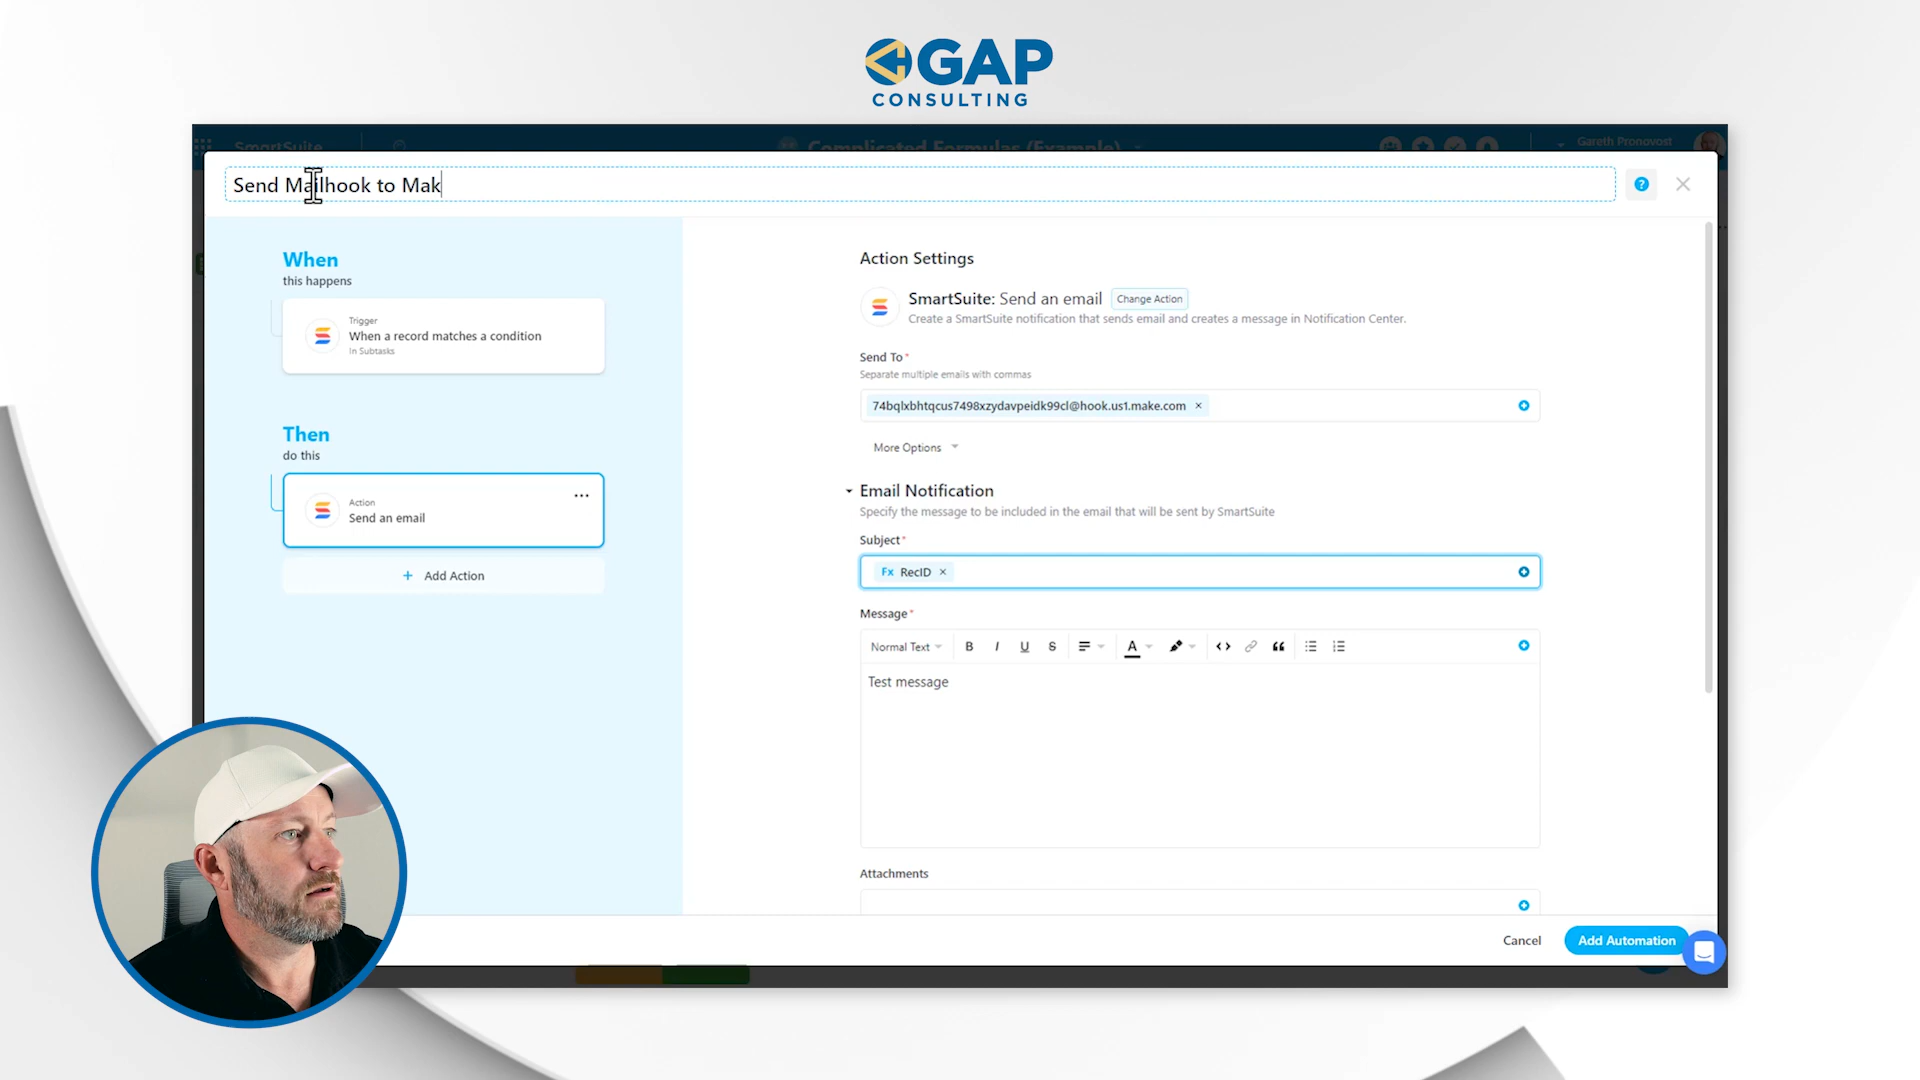 GAP
CONSULTING
SmartSuite
Complicated Formulas (Example)
Gareth Pronovost
Send Mailhook to Mak
?
When
this happens
Trigger
When a record matches a condition
In Subtasks
Then
do this
Action
Send an email
+ Add Action
Action Settings
SmartSuite: Send an email Change Action
Create a SmartSuite notification that sends email and creates a message in Notification Center.
Send To*
Separate multiple emails with commas
74bqlxbhtqcus7498xzydavpeidk99cl@hook.us1.make.com ×
More Options
Email Notification
Specify the message to be included in the email that will be sent by SmartSuite
Subject*
Fx RecID ×
Message*
Normal Text B I U S A
Test message
Attachments
Cancel Add Automation